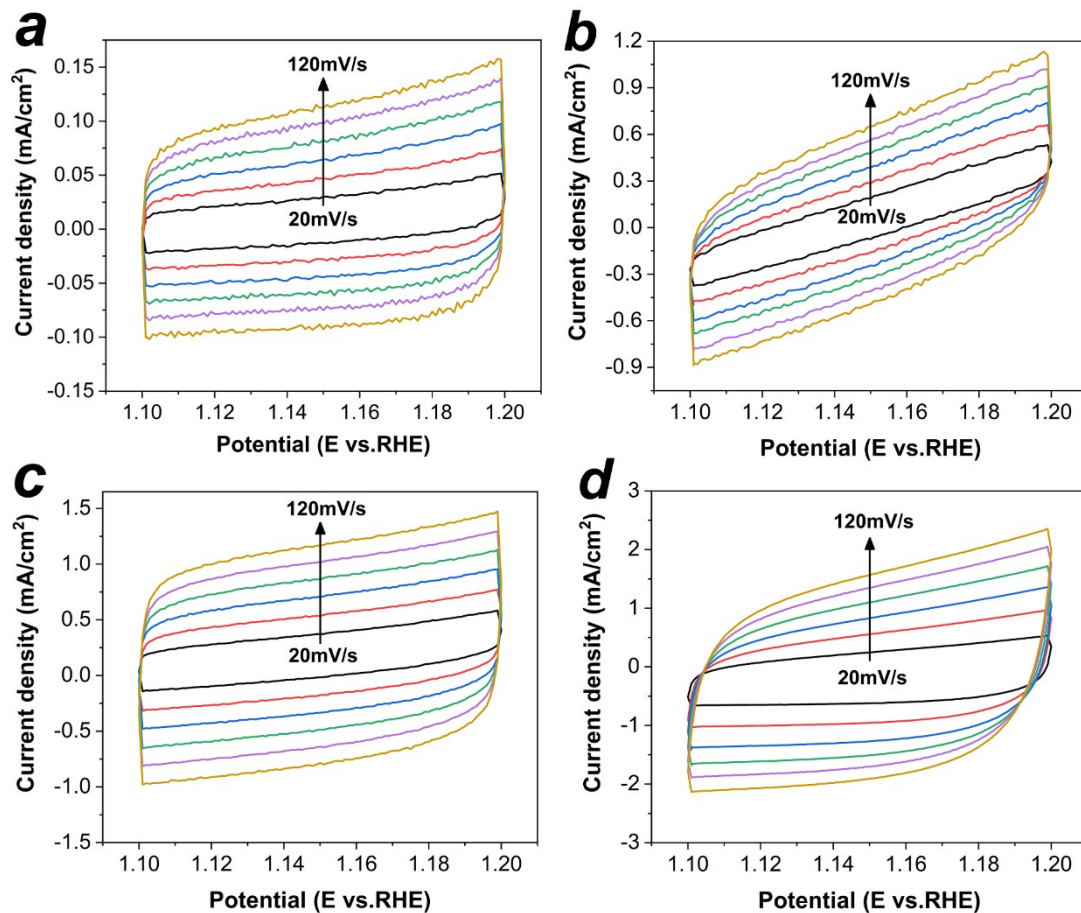 a
0.15
0.10
0.05
0.00
-0.05
-0.10
-0.15
Current density (mA/cm²)
120mV/s
20mV/s
1.10 1.12 1.14 1.16 1.18 1.20
Potential (E vs.RHE)
b
1.2
0.9
0.6
0.3
0.0
-0.3
-0.6
-0.9
Current density (mA/cm²)
120mV/s
20mV/s
1.10 1.12 1.14 1.16 1.18 1.20
Potential (E vs.RHE)
c
1.5
1.0
0.5
0.0
-0.5
-1.0
-1.5
Current density (mA/cm²)
120mV/s
20mV/s
1.10 1.12 1.14 1.16 1.18 1.20
Potential (E vs.RHE)
d
3
2
1
0
-1
-2
-3
Current density (mA/cm²)
120mV/s
20mV/s
1.10 1.12 1.14 1.16 1.18 1.20
Potential (E vs.RHE)